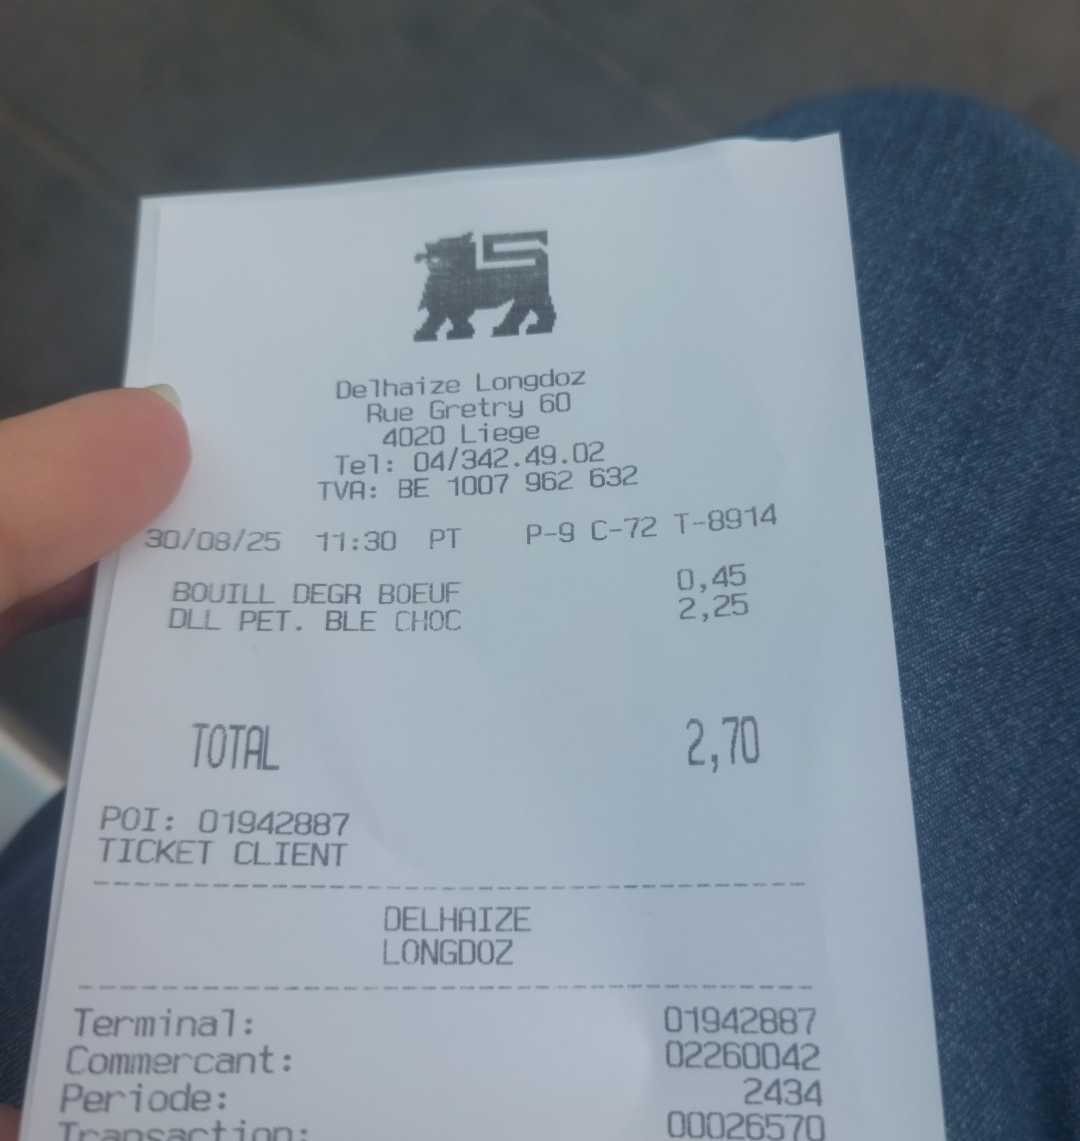 Delhaize Longdoz
Rue Gretry 60
4020 Liege
Tel: 04/342.49.02
TVA: BE 1007 962 632
30/08/25 11:30 PT P-9 C-72 T-8914
BOUILL DEGR BOEUF 0,45
DLL PET. BLE CHOC 2,25
TOTAL 2,70
POI: 01942887
TICKET CLIENT
DELHAIZE
LONGDOZ
Terminal: 01942887
Commercant: 02260042
Periode: 2434
Transaction: 00026570